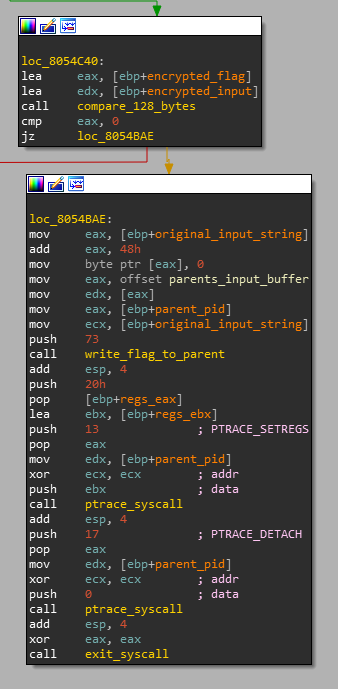 loc_8054C40:
lea eax, [ebp+encrypted_flag]
lea edx, [ebp+encrypted_input]
call compare_128_bytes
cmp eax, 0
jz loc_8054BAE
loc_8054BAE:
mov eax, [ebp+original_input_string]
add eax, 48h
mov byte ptr [eax], 0
mov eax, offset parents_input_buffer
mov edx, [eax]
mov eax, [ebp+parent_pid]
mov ecx, [ebp+original_input_string]
push 73
call write_flag_to_parent
add esp, 4
push 20h
pop [ebp+regs_eax]
lea ebx, [ebp+regs_ebx]
push 13 ; PTRACE_SETREGS
pop eax
mov edx, [ebp+parent_pid]
xor ecx, ecx ; addr
push ebx ; data
call ptrace_syscall
add esp, 4
push 17 ; PTRACE_DETACH
pop eax
mov edx, [ebp+parent_pid]
xor ecx, ecx ; addr
push 0 ; data
call ptrace_syscall
add esp, 4
xor eax, eax
call exit_syscall